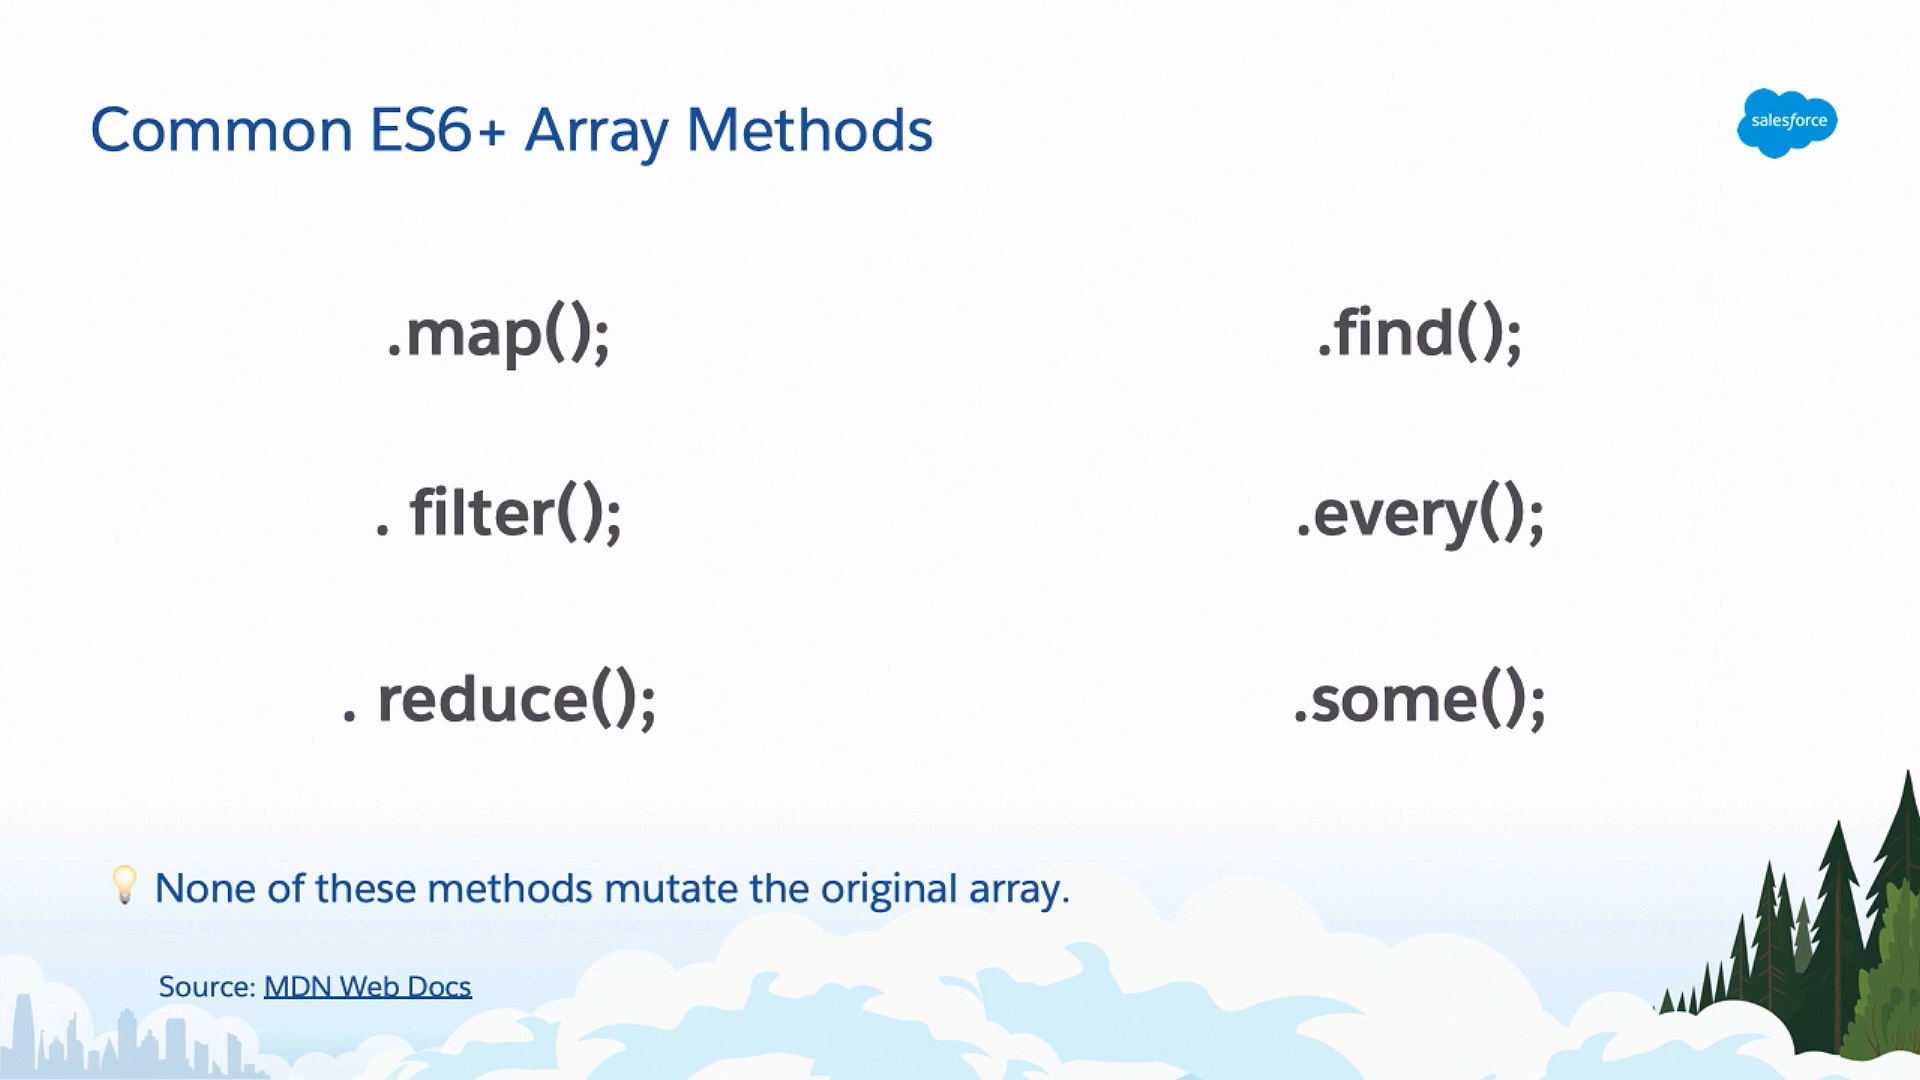 Common ES6+ Array Methods
salesforce
.map();
.find();
. filter();
.every();
. reduce();
.some();
None of these methods mutate the original array.
Source: MDN Web Docs